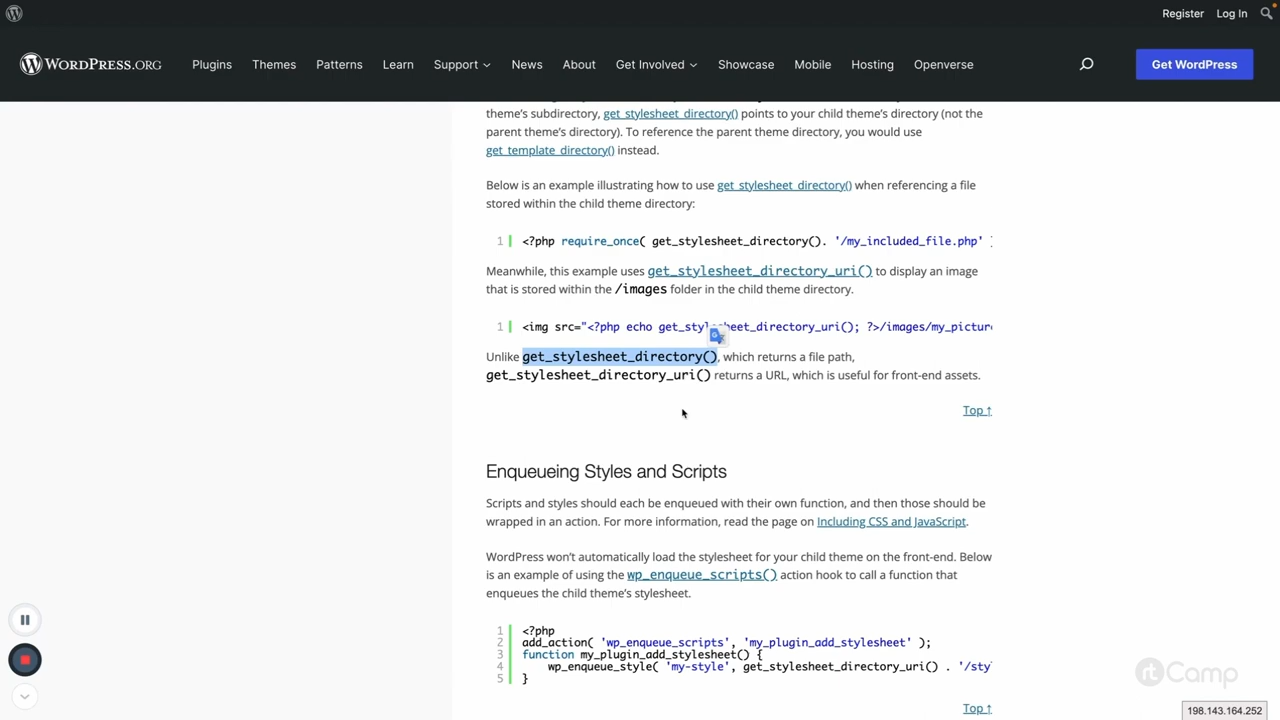 Register Log In
WORDPRESS.ORG Plugins Themes Patterns Learn Support News About Get Involved Showcase Mobile Hosting Openverse Get WordPress
theme's subdirectory, get_stylesheet_directory() points to your child theme's directory (not the
parent theme's directory). To reference the parent theme directory, you would use
get_template_directory() instead.
Below is an example illustrating how to use get_stylesheet_directory() when referencing a file
stored within the child theme directory:
1 <?php require_once( get_stylesheet_directory(). '/my_included_file.php' )
Meanwhile, this example uses get_stylesheet_directory_uri() to display an image
that is stored within the /images folder in the child theme directory.
1 <img src="<?php echo get_stylesheet_directory_uri(); ?>/images/my_picture
Unlike get_stylesheet_directory(), which returns a file path,
get_stylesheet_directory_uri() returns a URL, which is useful for front-end assets.
Top ↑
Enqueueing Styles and Scripts
Scripts and styles should each be enqueued with their own function, and then those should be
wrapped in an action. For more information, read the page on Including CSS and JavaScript.
WordPress won't automatically load the stylesheet for your child theme on the front-end. Below
is an example of using the wp_enqueue_scripts() action hook to call a function that
enqueues the child theme's stylesheet.
1 <?php
2 add_action( 'wp_enqueue_scripts', 'my_plugin_add_stylesheet' );
3 function my_plugin_add_stylesheet() {
4 wp_enqueue_style( 'my-style', get_stylesheet_directory_uri() . '/sty
5 }
Top ↑
rtCamp
198.143.164.252